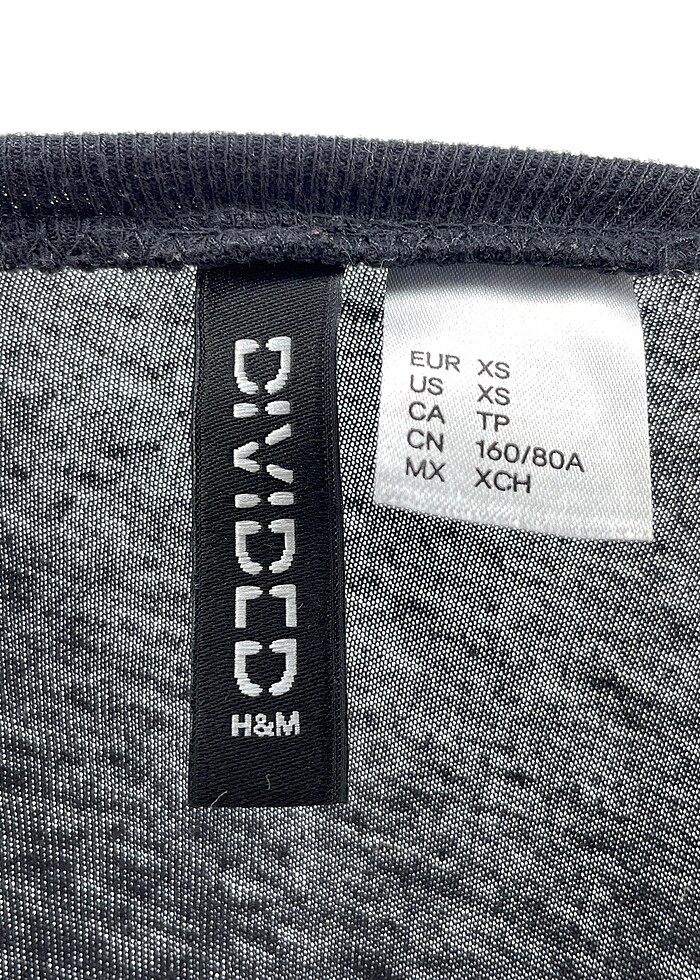 DIVIDED
H&M
EUR XS
US XS
CA TP
CN 160/80A
MX XCH